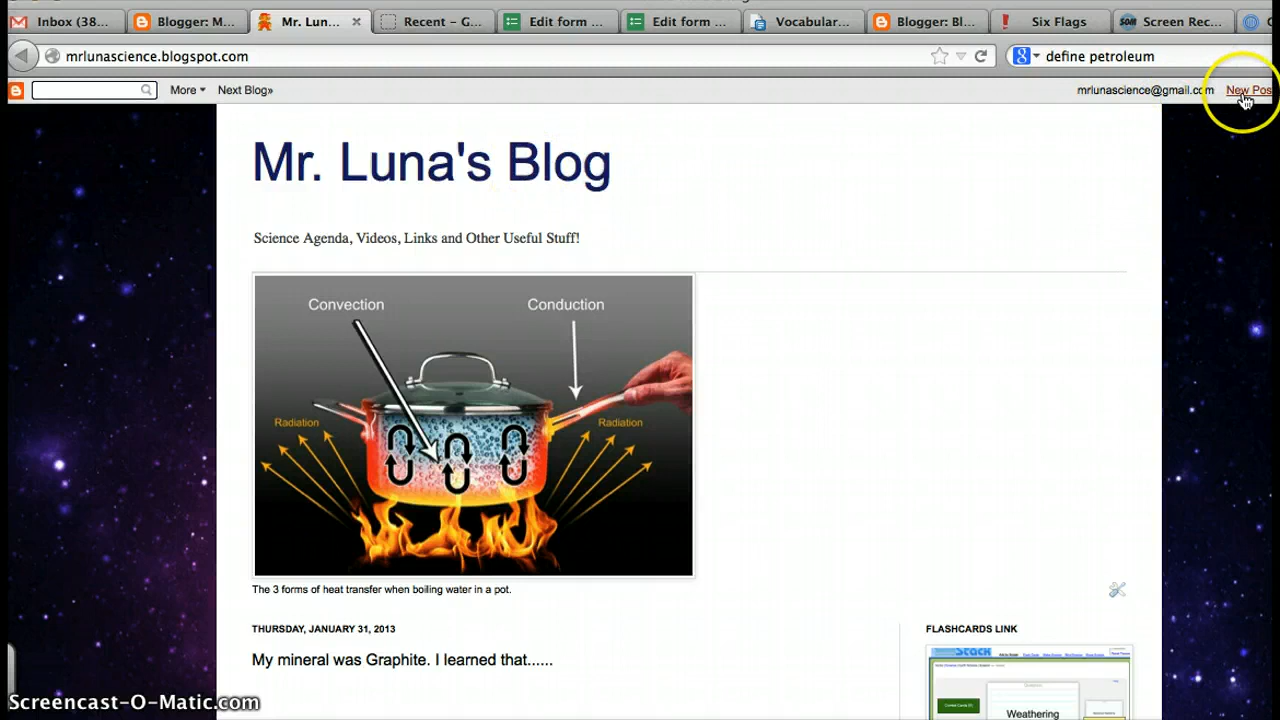 Inbox (38...
Blogger: M...
Mr. Lun...
Recent – G...
Edit form ...
Edit form ...
Vocabular...
Blogger: Bl...
Six Flags
Screen Rec...
mrlunascience.blogspot.com
define petroleum
More
Next Blog»
mrlunascience@gmail.com
New Pos
Mr. Luna's Blog
Science Agenda, Videos, Links and Other Useful Stuff!
Convection
Conduction
Radiation
Radiation
The 3 forms of heat transfer when boiling water in a pot.
THURSDAY, JANUARY 31, 2013
FLASHCARDS LINK
My mineral was Graphite. I learned that......
Stack
Weathering
Screencast-O-Matic.com